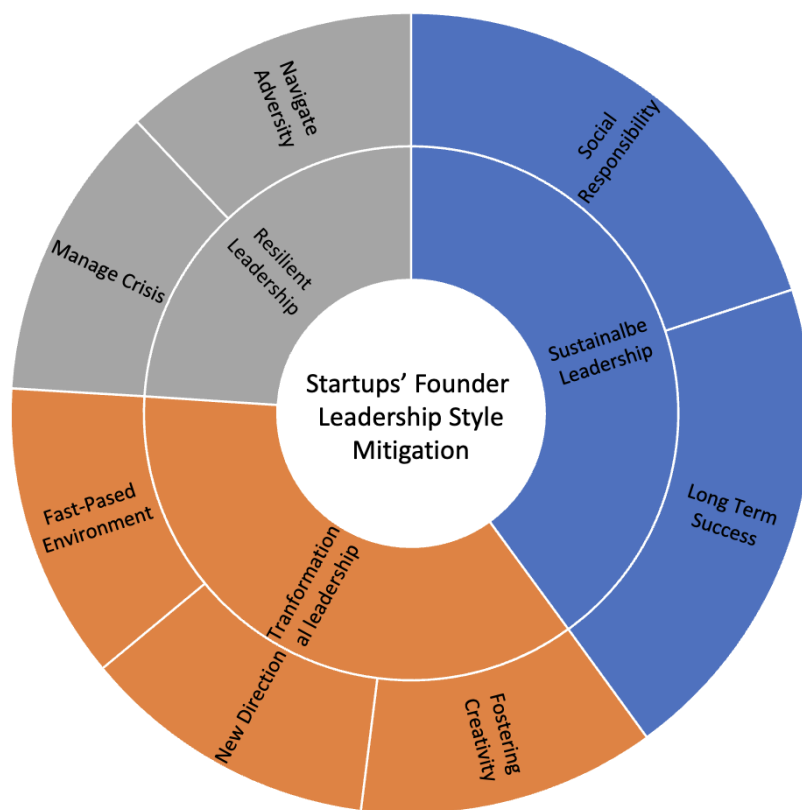 Startups’ Founder
Leadership Style
Mitigation
Sustainalbe
Leadership
Social
Responsibility
Long Term
Success
Tranformation
al leadership
Fostering
Creativity
New Direction
Fast-Pased
Environment
Resilient
Leadership
Manage Crisis
Navigate
Adversity